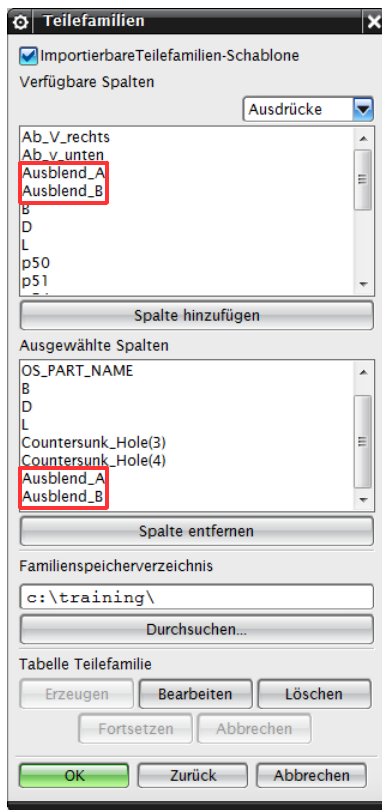 Teilefamilien
ImportierbareTeilefamilien-Schablone
Verfügbare Spalten
Ausdrücke
Ab_V_rechts
Ab_v_unten
Ausblend_A
Ausblend_B
B
D
L
p50
p51
Spalte hinzufügen
Ausgewählte Spalten
OS_PART_NAME
B
D
L
Countersunk_Hole(3)
Countersunk_Hole(4)
Ausblend_A
Ausblend_B
Spalte entfernen
Familienspeicherverzeichnis
c:\training\
Durchsuchen...
Tabelle Teilefamilie
Erzeugen Bearbeiten Löschen
Fortsetzen Abbrechen
OK Zurück Abbrechen